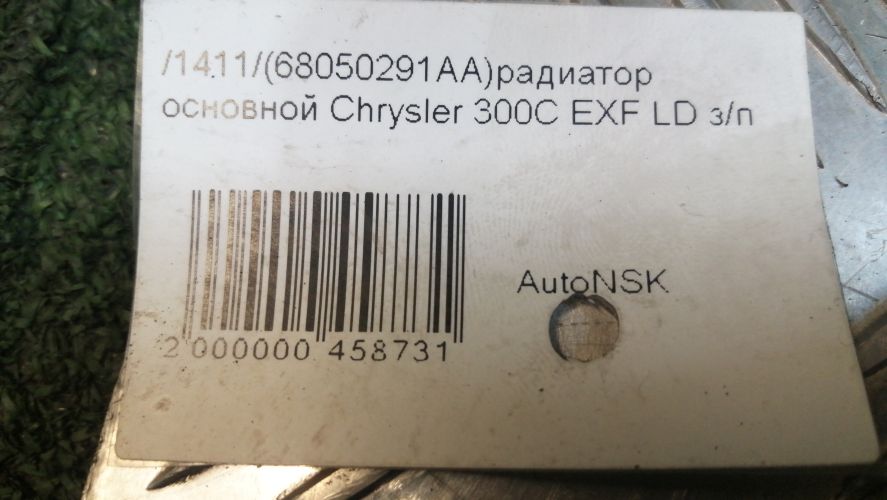 /1411/(68050291AA)радиатор
основной Chrysler 300C EXF LD з/п
AutoNSK
2 000000 458731